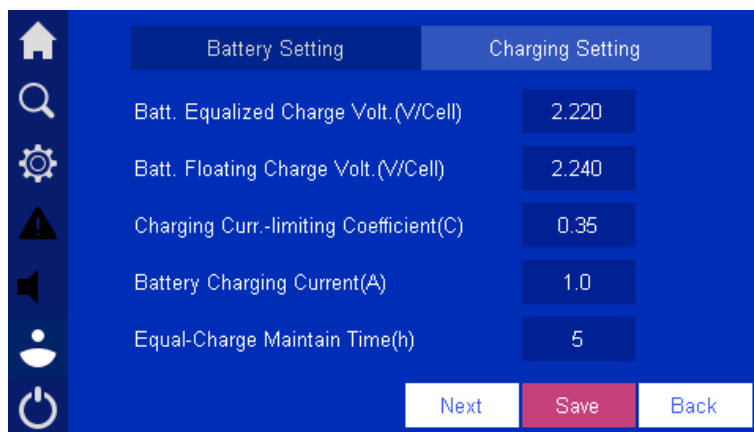 Battery Setting Charging Setting
Batt. Equalized Charge Volt.(V/Cell) 2.220
Batt. Floating Charge Volt.(V/Cell) 2.240
Charging Curr.-limiting Coefficient(C) 0.35
Battery Charging Current(A) 1.0
Equal-Charge Maintain Time(h) 5
Next Save Back